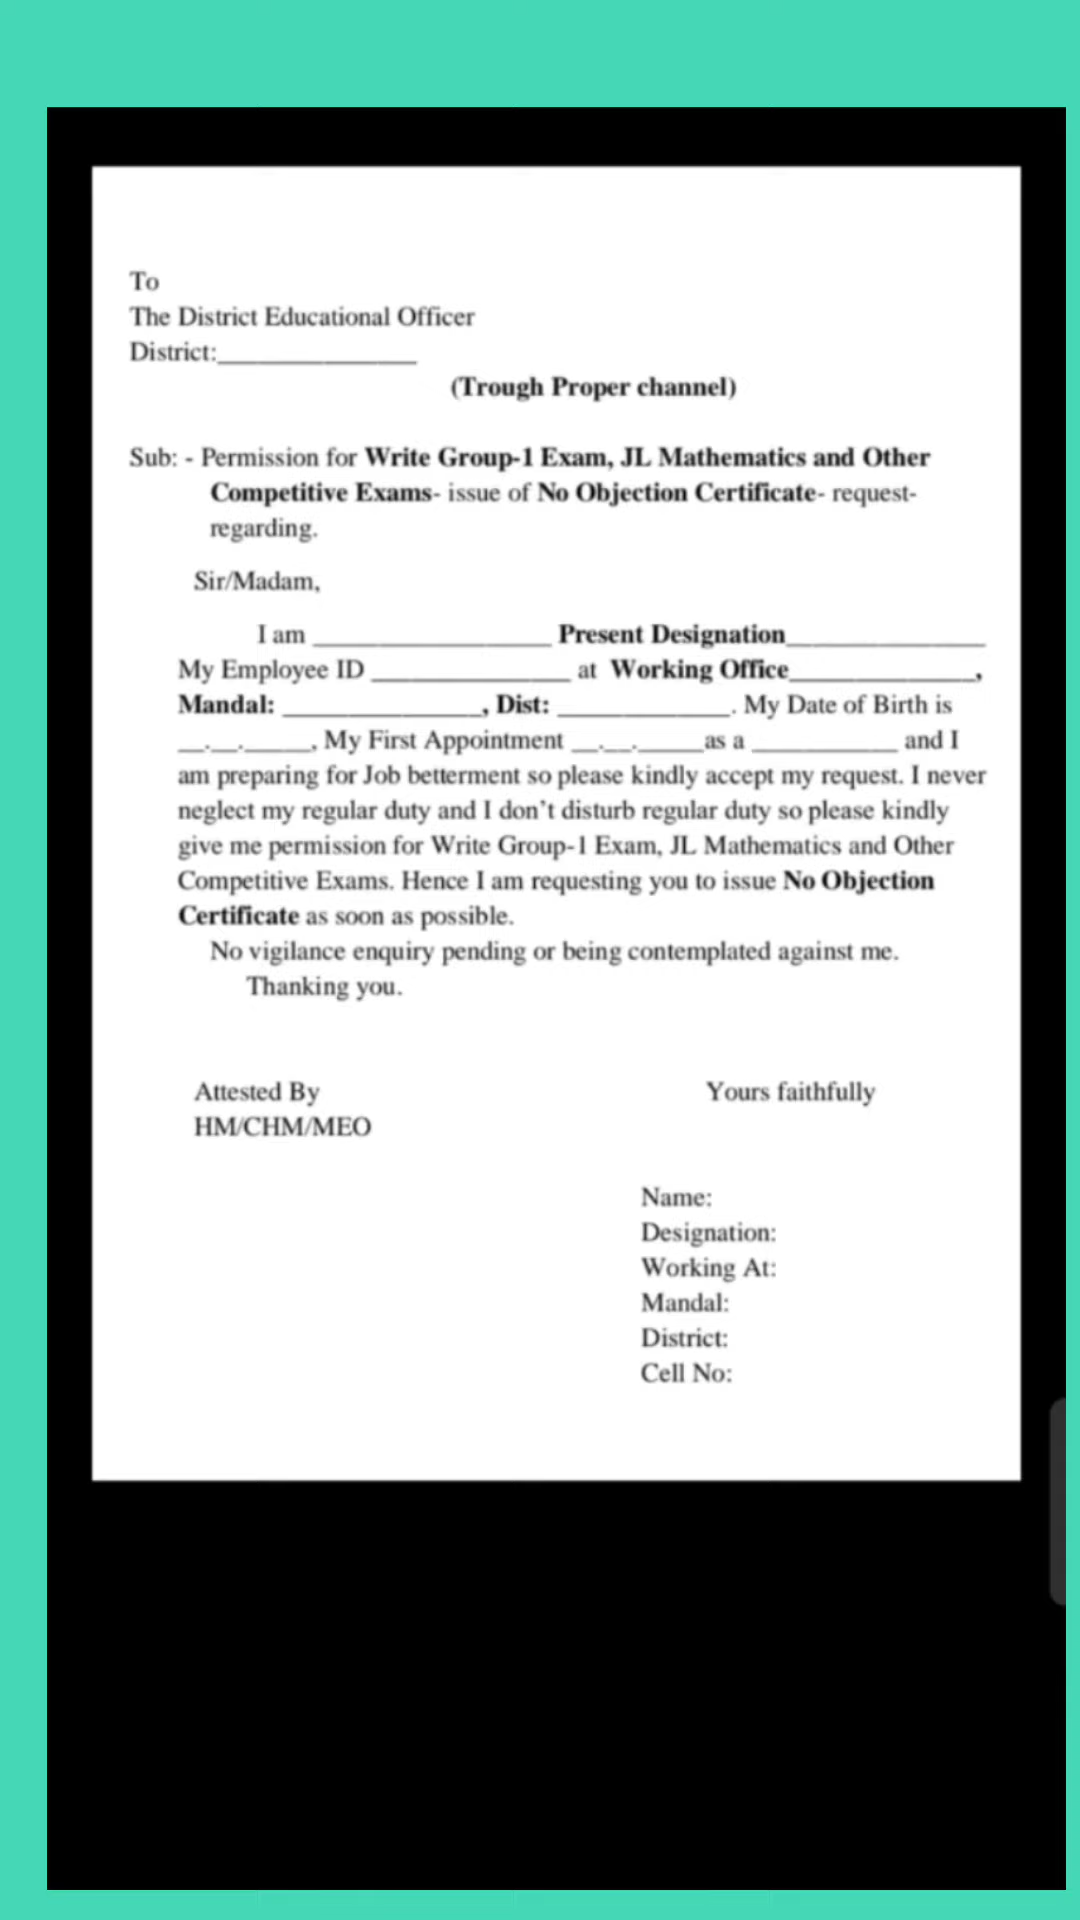 To
The District Educational Officer
District:_______________
(Trough Proper channel)
Sub: - Permission for Write Group-1 Exam, JL Mathematics and Other
Competitive Exams- issue of No Objection Certificate- request-
regarding.
Sir/Madam,
I am __________________ Present Designation_______________
My Employee ID _______________ at Working Office______________,
Mandal: _______________, Dist: _____________. My Date of Birth is
__.__._____, My First Appointment __.__._____as a ___________ and I
am preparing for Job betterment so please kindly accept my request. I never
neglect my regular duty and I don’t disturb regular duty so please kindly
give me permission for Write Group-1 Exam, JL Mathematics and Other
Competitive Exams. Hence I am requesting you to issue No Objection
Certificate as soon as possible.
No vigilance enquiry pending or being contemplated against me.
Thanking you.
Attested By Yours faithfully
HM/CHM/MEO
Name:
Designation:
Working At:
Mandal:
District:
Cell No: